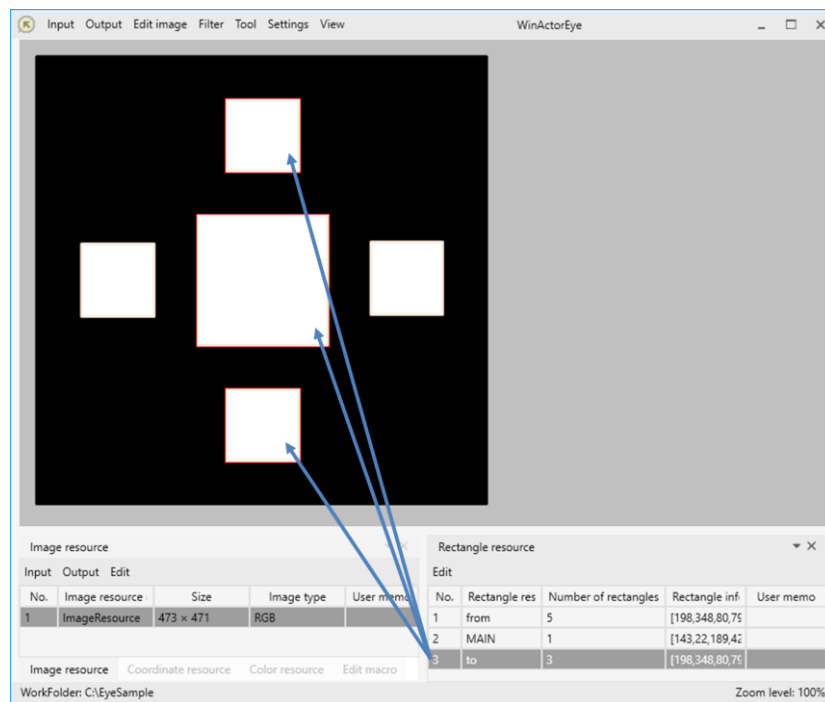 Input Output Edit image Filter Tool Settings View WinActorEye
Image resource
Input Output Edit
No. Image resource Size Image type User memo
1 ImageResource 473 × 471 RGB
Image resource Coordinate resource Color resource Edit macro
Rectangle resource
Edit
No. Rectangle res Number of rectangles Rectangle inf User memo
1 from 5 [198,348,80,79
2 MAIN 1 [143,22,189,42
3 to 3 [198,348,80,79
WorkFolder: C:\EyeSample Zoom level: 100%